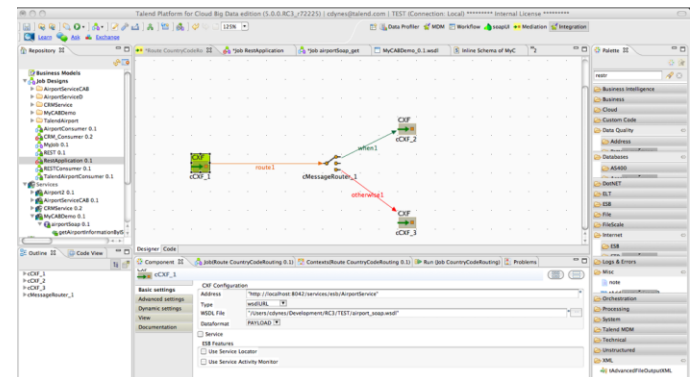 Talend Platform for Cloud Big Data edition (5.0.0.RC3_r72225) | cdynes@talend.com | TEST (Connection: Local) ********* Internal License *********
125%
Data Profiler
MDM
Workflow
soapUI
Mediation
Integration
Learn
Ask
Exchange
Repository
Business Models
Job Designs
AirportServiceCAB
AirportServiceD
CRMService
MyCABDemo
TalendAirport
AirportConsumer 0.1
CRM_Consumer 0.2
MyJob 0.1
REST 0.1
RestApplication 0.1
RESTConsumer 0.1
TalendAirportConsumer 0.1
Services
Airport2 0.1
AirportServiceCAB 0.1
CRMService 0.2
MyCABDemo 0.1
airportSoap 0.1
getAirportInformationByIS
Outline
Code View
cCXF_1
cCXF_2
cCXF_3
cMessageRouter_1
*Route CountryCodeRo
*Job RestApplication
*Job airportSoap_get
MyCABDemo_0.1.wsdl
Inline Schema of MyC
CXF
cCXF_1
route1
cMessageRouter_1
when1
CXF
cCXF_2
otherwise1
CXF
cCXF_3
Designer
Code
Component
Job(Route CountryCodeRouting 0.1)
Contexts(Route CountryCodeRouting 0.1)
Run (Job CountryCodeRouting)
Problems
cCXF_1
Basic settings
Advanced settings
Dynamic settings
View
Documentation
CXF Configuration
Address
"http://localhost:8042/services/esb/AirportService"
Type
wsdlURL
WSDL File
"/Users/cdynes/Development/RC3/TEST/airport_soap.wsdl"
Dataformat
PAYLOAD
Service
ESB Features
Use Service Locator
Use Service Activity Monitor
Palette
restr
Business Intelligence
Business
Cloud
Custom Code
Data Quality
Address
Databases
AS400
DotNET
ELT
ESB
File
FileScale
Internet
ESB
Logs & Errors
Misc
note
Orchestration
Processing
System
Talend MDM
Technical
Unstructured
XML
tAdvancedFileOutputXML